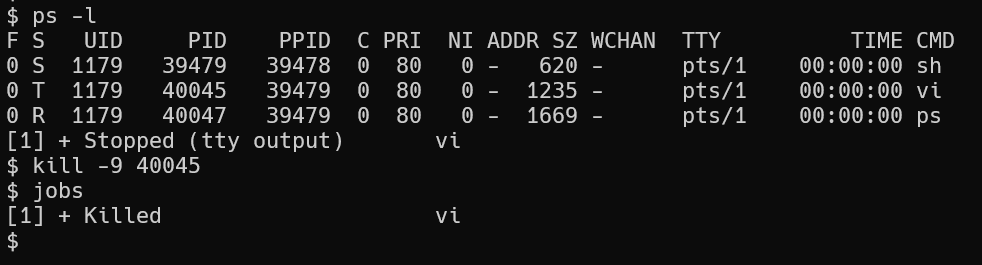 $ ps -l
F S   UID     PID    PPID  C PRI  NI ADDR SZ WCHAN  TTY          TIME CMD
0 S  1179   39479   39478  0  80   0 -   620 -      pts/1    00:00:00 sh
0 T  1179   40045   39479  0  80   0 -  1235 -      pts/1    00:00:00 vi
0 R  1179   40047   39479  0  80   0 -  1669 -      pts/1    00:00:00 ps
[1] + Stopped (tty output)       vi
$ kill -9 40045
$ jobs
[1] + Killed                     vi
$